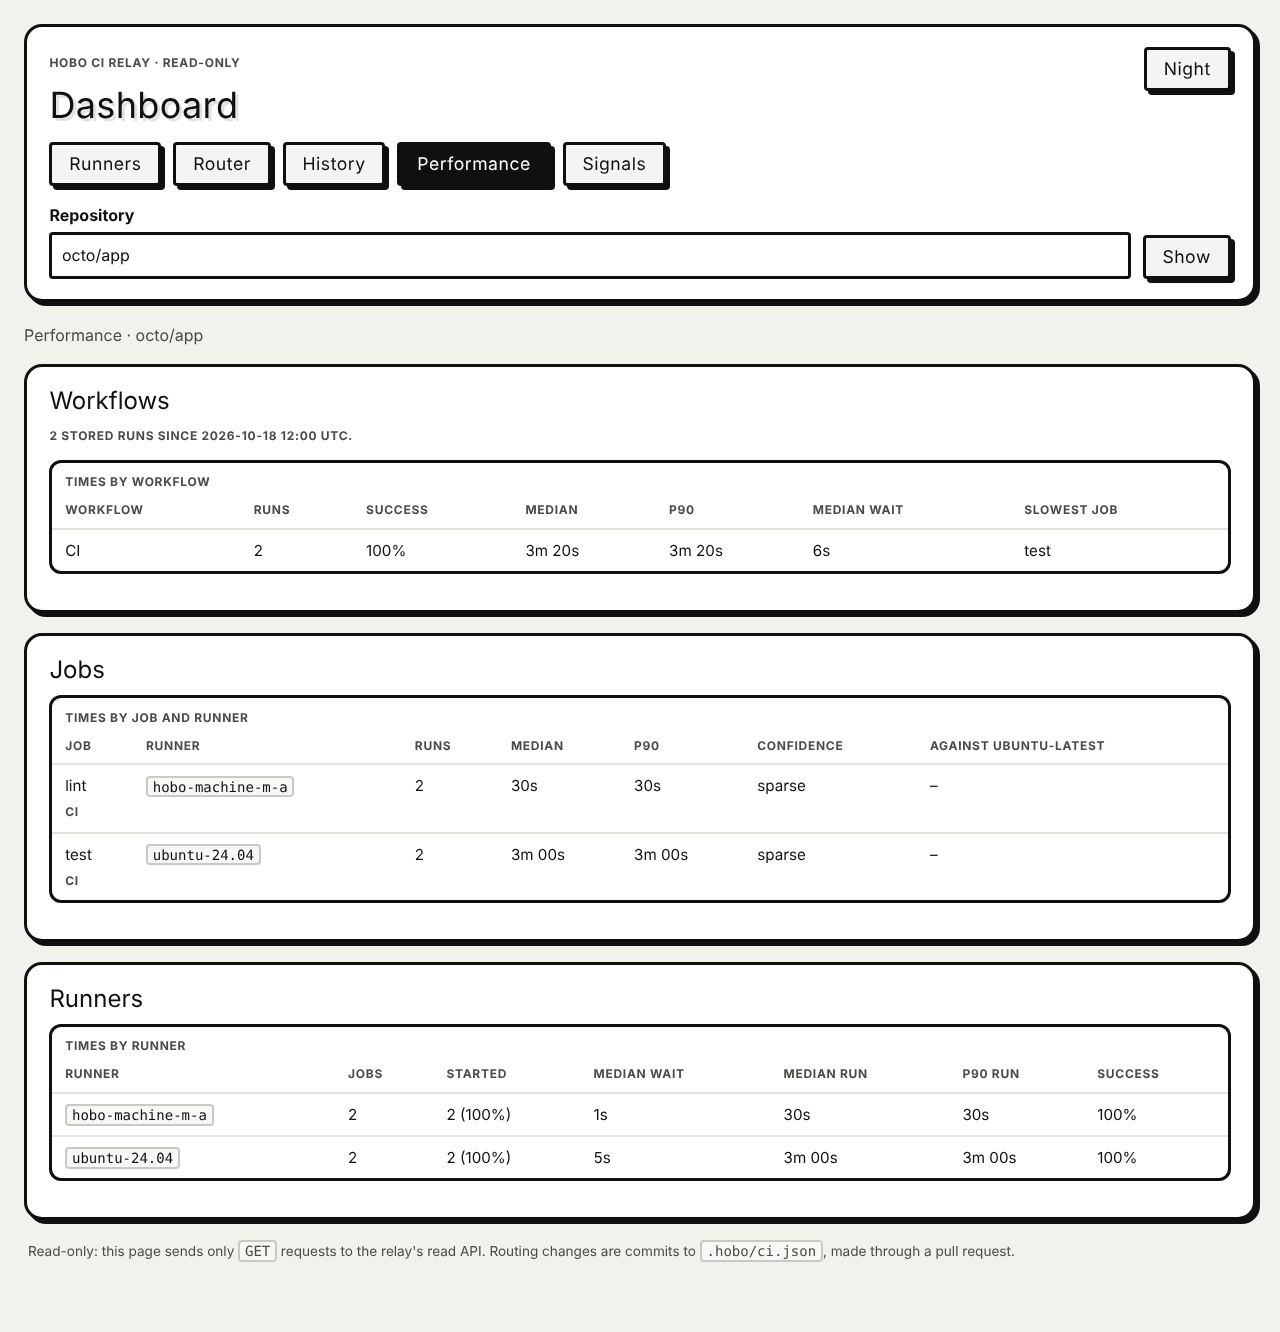 HOBO CI RELAY · READ-ONLY
Night
Dashboard
Runners Router History Performance Signals
Repository
octo/app Show
Performance · octo/app
Workflows
2 STORED RUNS SINCE 2026-10-18 12:00 UTC.
TIMES BY WORKFLOW
WORKFLOW RUNS SUCCESS MEDIAN P90 MEDIAN WAIT SLOWEST JOB
CI 2 100% 3m 20s 3m 20s 6s test
Jobs
TIMES BY JOB AND RUNNER
JOB RUNNER RUNS MEDIAN P90 CONFIDENCE AGAINST UBUNTU-LATEST
lint hobo-machine-m-a 2 30s 30s sparse –
CI
test ubuntu-24.04 2 3m 00s 3m 00s sparse –
CI
Runners
TIMES BY RUNNER
RUNNER JOBS STARTED MEDIAN WAIT MEDIAN RUN P90 RUN SUCCESS
hobo-machine-m-a 2 2 (100%) 1s 30s 30s 100%
ubuntu-24.04 2 2 (100%) 5s 3m 00s 3m 00s 100%
Read-only: this page sends only GET requests to the relay's read API. Routing changes are commits to .hobo/ci.json, made through a pull request.